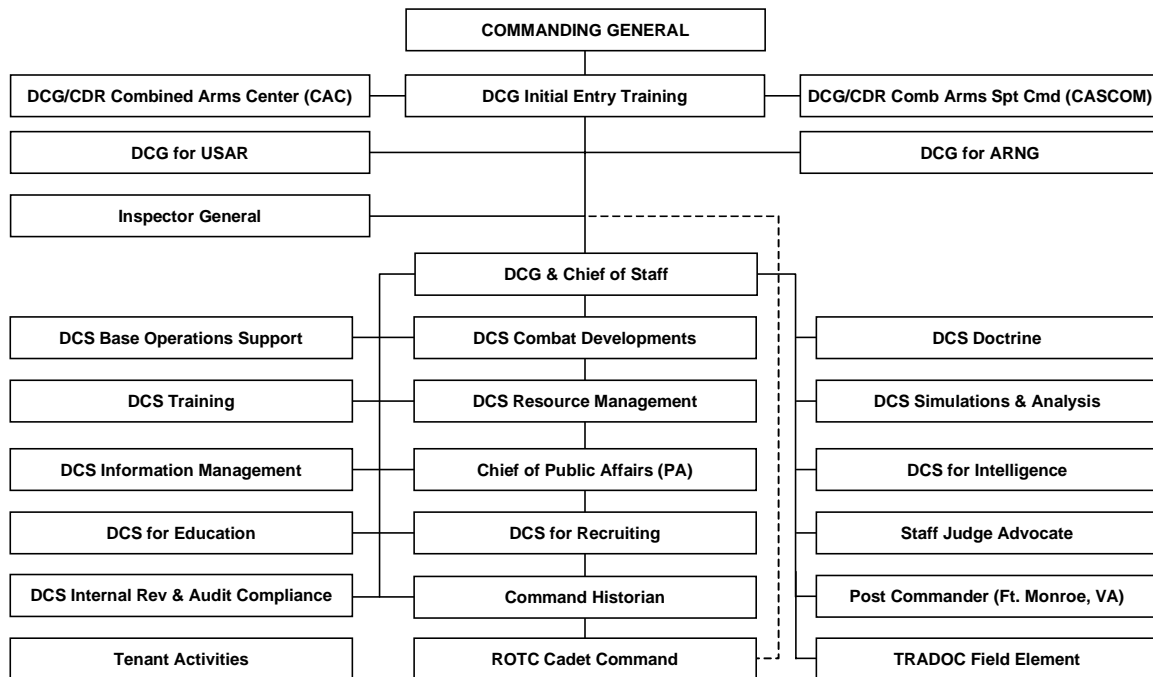 COMMANDING GENERAL
DCG/CDR Combined Arms Center (CAC)
DCG Initial Entry Training
DCG/CDR Comb Arms Spt Cmd (CASCOM)
DCG for USAR
DCG for ARNG
Inspector General
DCG & Chief of Staff
DCS Base Operations Support
DCS Combat Developments
DCS Doctrine
DCS Training
DCS Resource Management
DCS Simulations & Analysis
DCS Information Management
Chief of Public Affairs (PA)
DCS for Intelligence
DCS for Education
DCS for Recruiting
Staff Judge Advocate
DCS Internal Rev & Audit Compliance
Command Historian
Post Commander (Ft. Monroe, VA)
Tenant Activities
ROTC Cadet Command
TRADOC Field Element